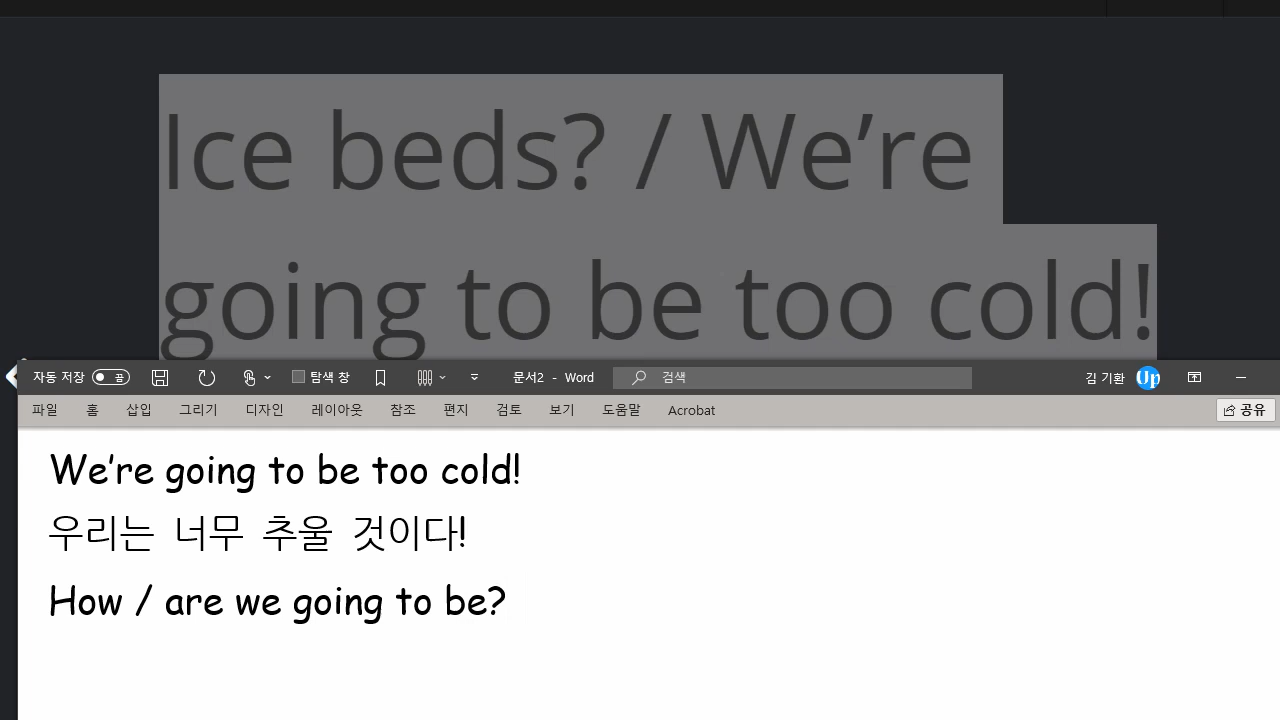 Ice beds? / We’re
going to be too cold!
자동 저장 끔 탐색 창 문서2 - Word 검색 김 기환 Up
파일 홈 삽입 그리기 디자인 레이아웃 참조 편지 검토 보기 도움말 Acrobat 공유
We’re going to be too cold!
우리는 너무 추울 것이다!
How / are we going to be?